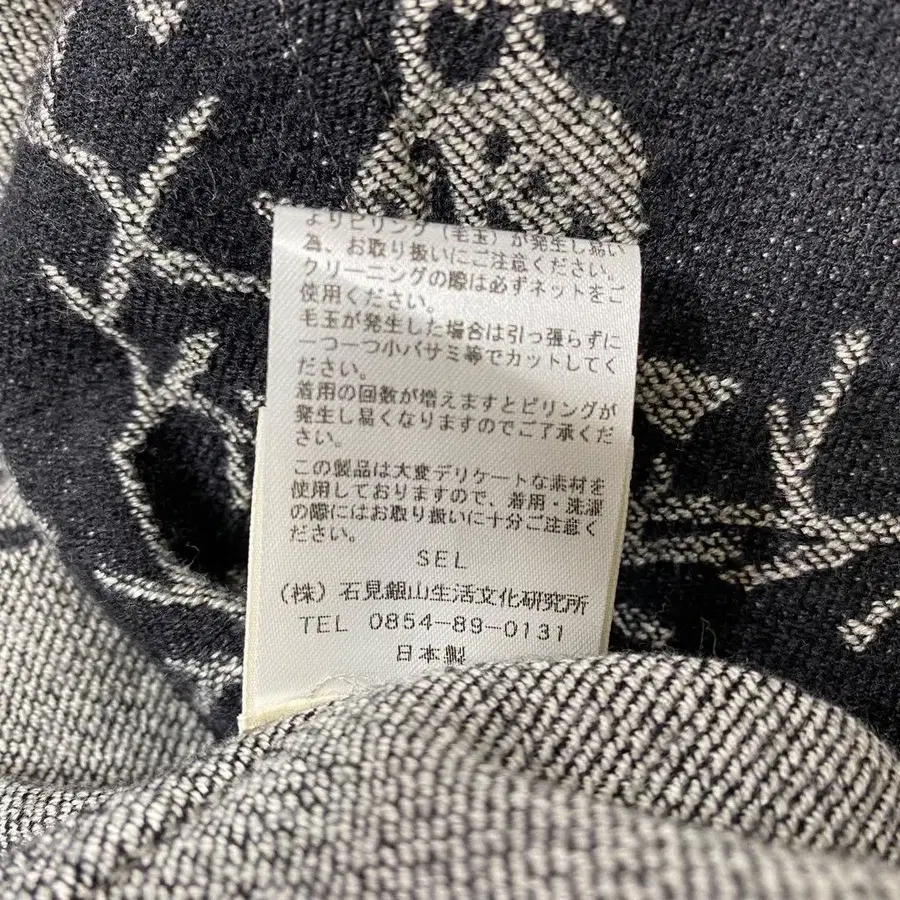 よりピリング（毛玉）が発生し易い
為、お取り扱いにご注意ください。
クリーニングの際は必ずネットをご
使用ください。
毛玉が発生した場合は引っ張らずに
一つ一つ小バサミ等でカットしてく
ださい。
着用の回数が増えますとピリングが
発生し易くなりますのでご了承くだ
さい。
この製品は大変デリケートな素材を
使用しておりますので、着用・洗濯
の際にはお取り扱いに十分ご注意く
ださい。
SEL
（株）石見銀山生活文化研究所
TEL 0854-89-0131
日本製